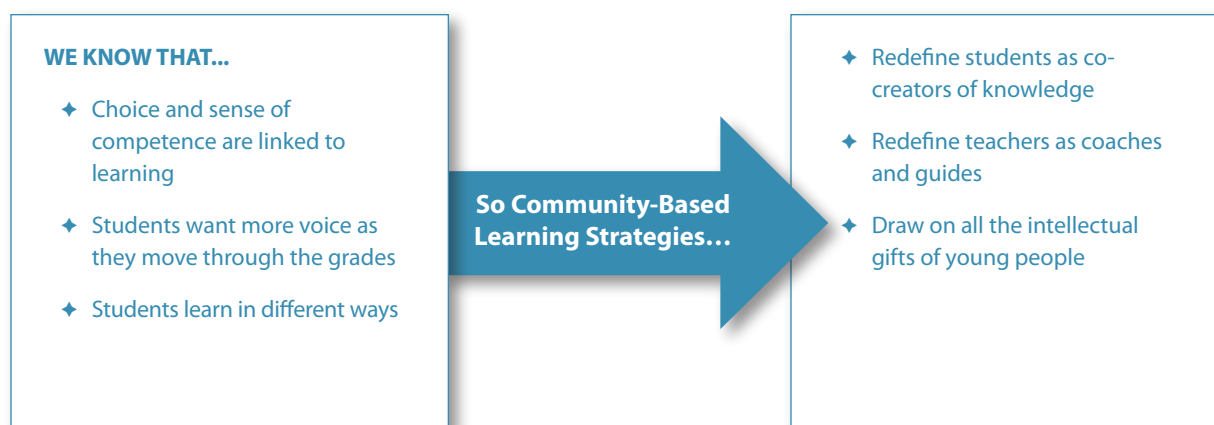 WE KNOW THAT...
✦ Choice and sense of
competence are linked to
learning
✦ Students want more voice as
they move through the grades
✦ Students learn in different ways
So Community-Based
Learning Strategies…
✦ Redefine students as co-
creators of knowledge
✦ Redefine teachers as coaches
and guides
✦ Draw on all the intellectual
gifts of young people